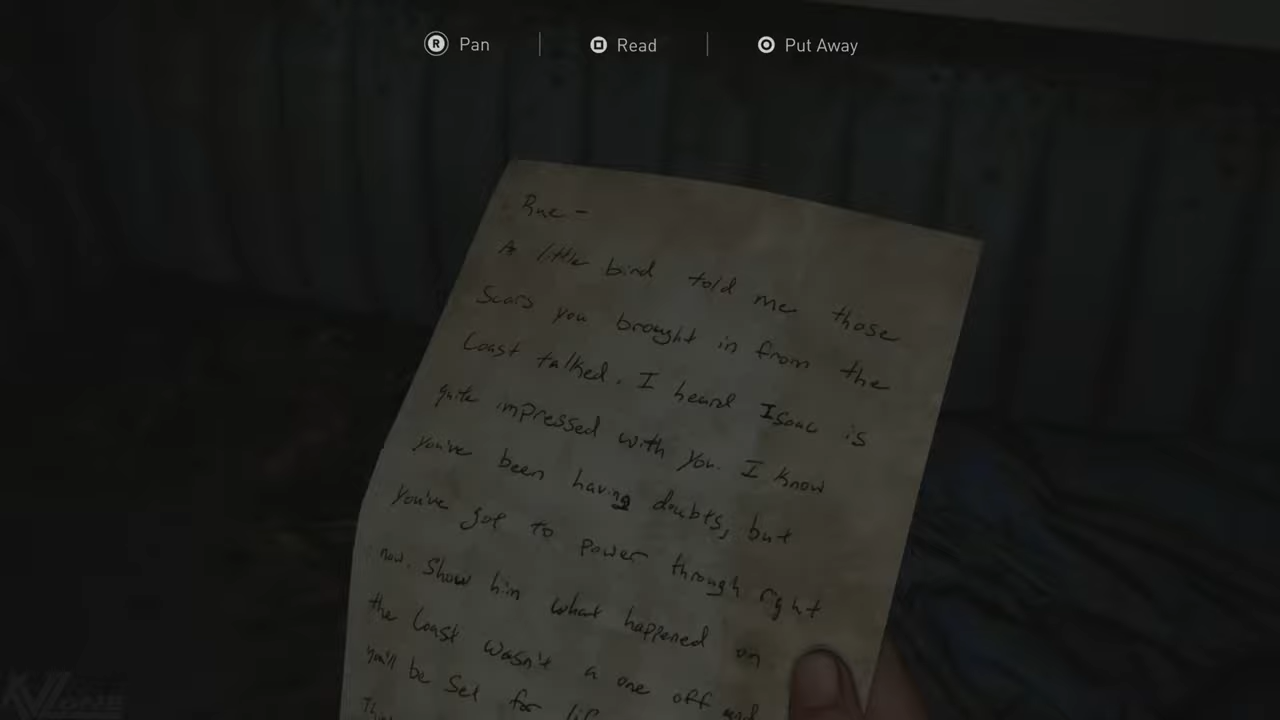 R Pan | Read | Put Away
Rue -
A little bird told me those
Scars you brought in from the
Coast talked. I heard Isaac is
quite impressed with you. I know
you've been having doubts, but
you've got to power through right
now. Show him what happened on
the Coast wasn't a one off and
you'll be set for